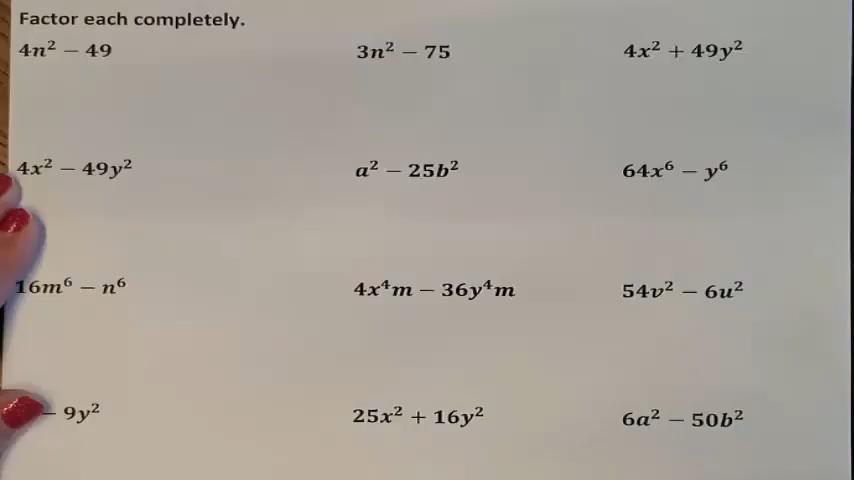 Factor each completely.
4n² − 49 3n² − 75 4x² + 49y²
4x² − 49y² a² − 25b² 64x⁶ − y⁶
16m⁶ − n⁶ 4x⁴m − 36y⁴m 54v² − 6u²
− 9y² 25x² + 16y² 6a² − 50b²